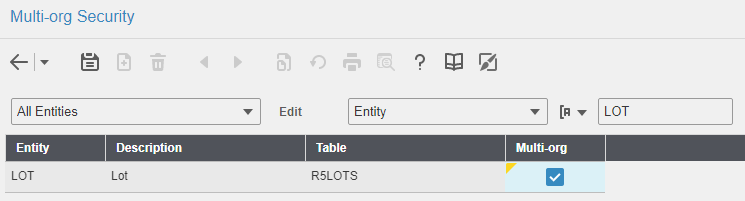 Multi-org Security
All Entities Edit Entity LOT
Entity Description Table Multi-org
LOT Lot R5LOTS